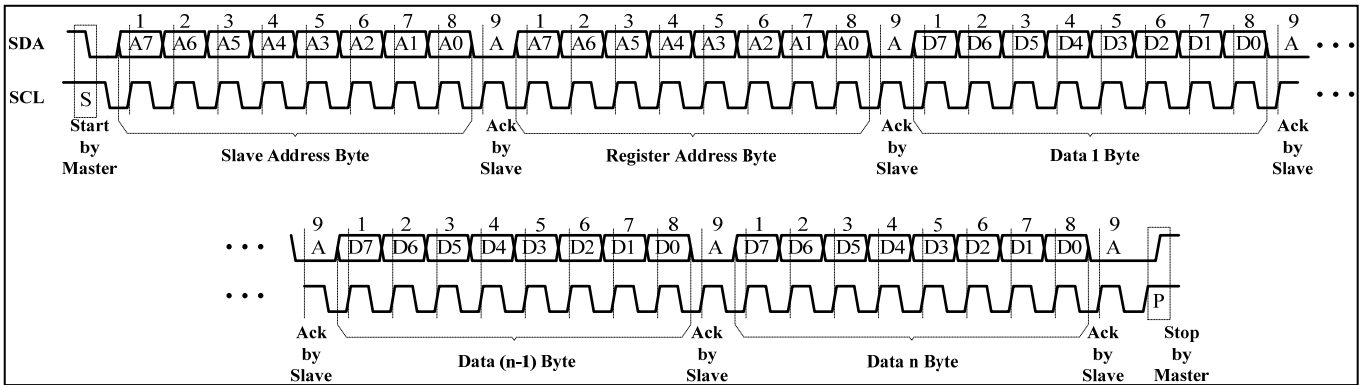 1 2 3 4 5 6 7 8 9 1 2 3 4 5 6 7 8 9 1 2 3 4 5 6 7 8 9
SDA A7 A6 A5 A4 A3 A2 A1 A0 A A7 A6 A5 A4 A3 A2 A1 A0 A D7 D6 D5 D4 D3 D2 D1 D0 A • • •
SCL S • • •
Start by Master
Slave Address Byte
Ack by Slave
Register Address Byte
Ack by Slave
Data 1 Byte
Ack by Slave
9 1 2 3 4 5 6 7 8 9 1 2 3 4 5 6 7 8 9
• • • A D7 D6 D5 D4 D3 D2 D1 D0 A D7 D6 D5 D4 D3 D2 D1 D0 A
• • • P
Ack by Slave
Data (n-1) Byte
Ack by Slave
Data n Byte
Ack by Slave
Stop by Master